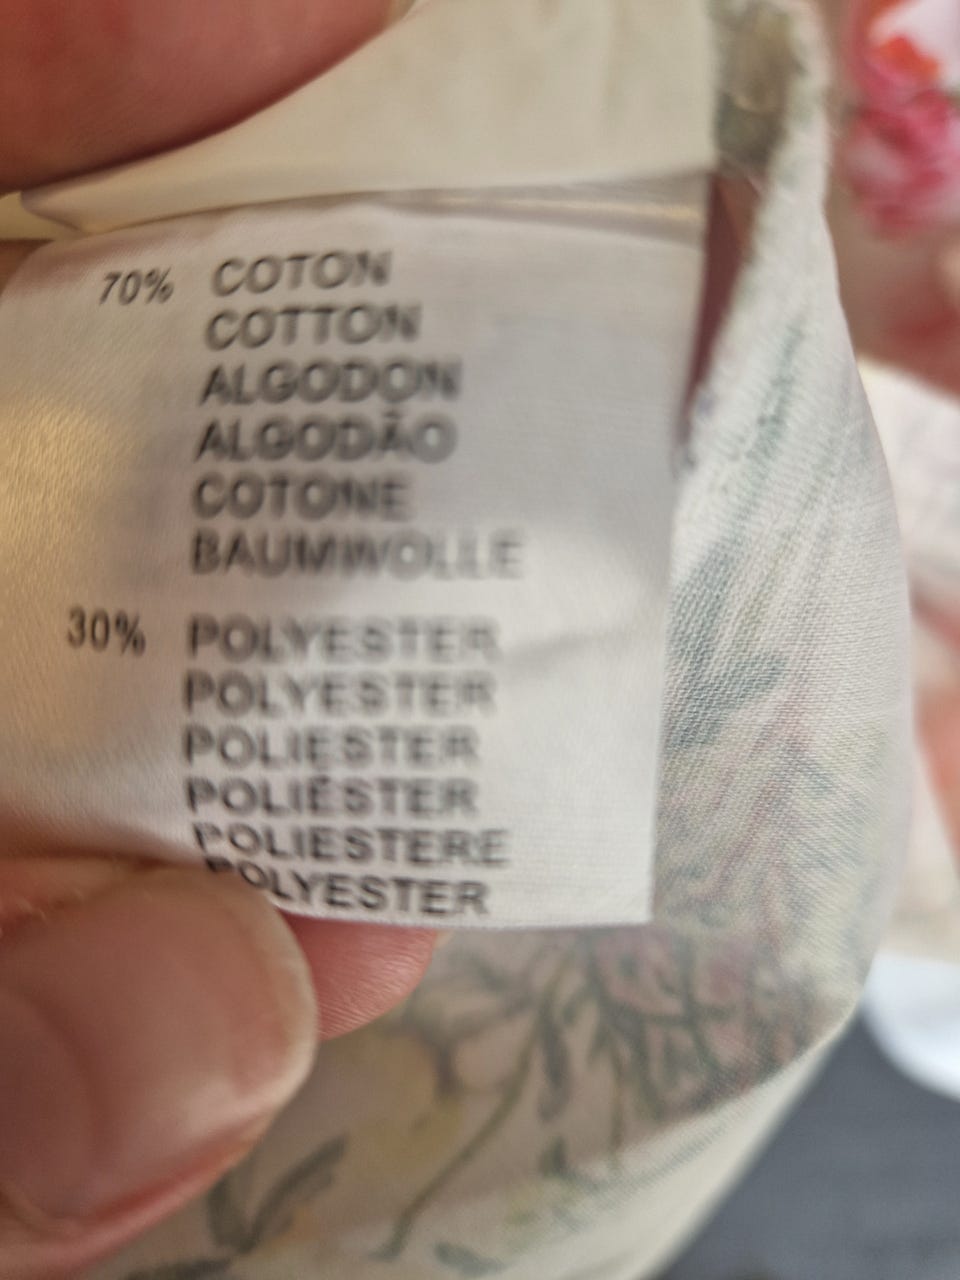 70% COTON
COTTON
ALGODON
ALGODÃO
COTONE
BAUMWOLLE
30% POLYESTER
POLYESTER
POLIESTER
POLIÉSTER
POLIESTERE
POLYESTER